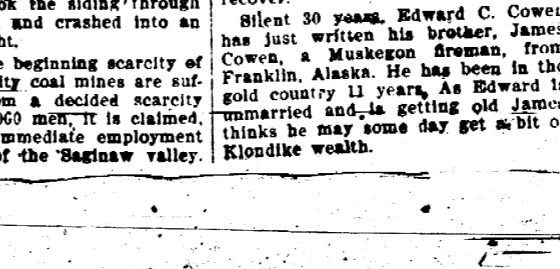 ok the siding through
and crashed into an
ht.
e beginning scarcity of
ity coal mines are suf-
om a decided scarcity
060 men, it is claimed.
mmediate employment
of the Saginaw valley.
Silent 30 years, Edward C. Cowen
has just written his brother, James
Cowen, a Muskegon fireman, from
Franklin, Alaska. He has been in the
gold country 11 years. As Edward is
unmarried and is getting old James
thinks he may some day get a bit o
Klondike wealth.